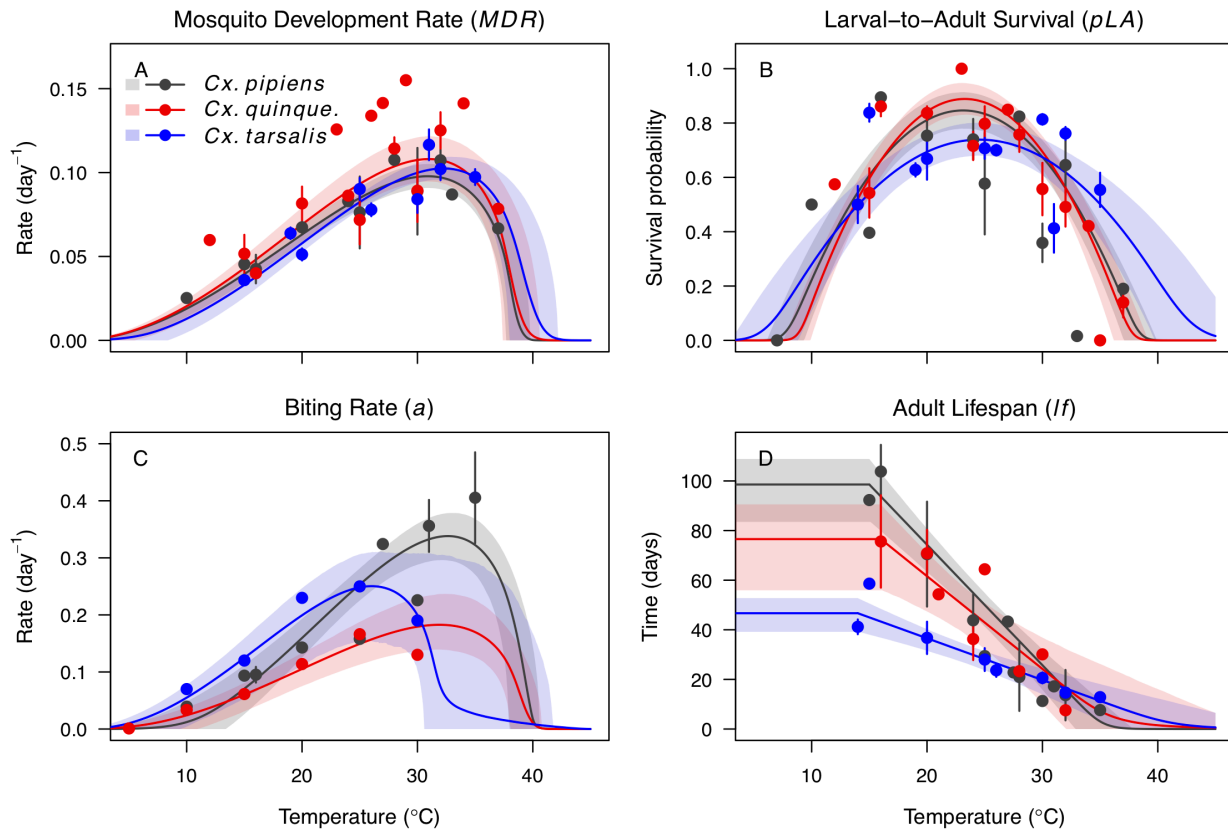 Mosquito Development Rate (MDR)
Larval−to−Adult Survival (pLA)
A
Cx. pipiens
Cx. quinque.
Cx. tarsalis
Rate (day⁻¹)
0.15
0.10
0.05
0.00
B
Survival probability
1.0
0.8
0.6
0.4
0.2
0.0
10
20
30
40
Biting Rate (a)
Adult Lifespan (lf)
C
Rate (day⁻¹)
0.5
0.4
0.3
0.2
0.1
0.0
10
20
30
40
Temperature (°C)
D
Time (days)
100
80
60
40
20
0
10
20
30
40
Temperature (°C)